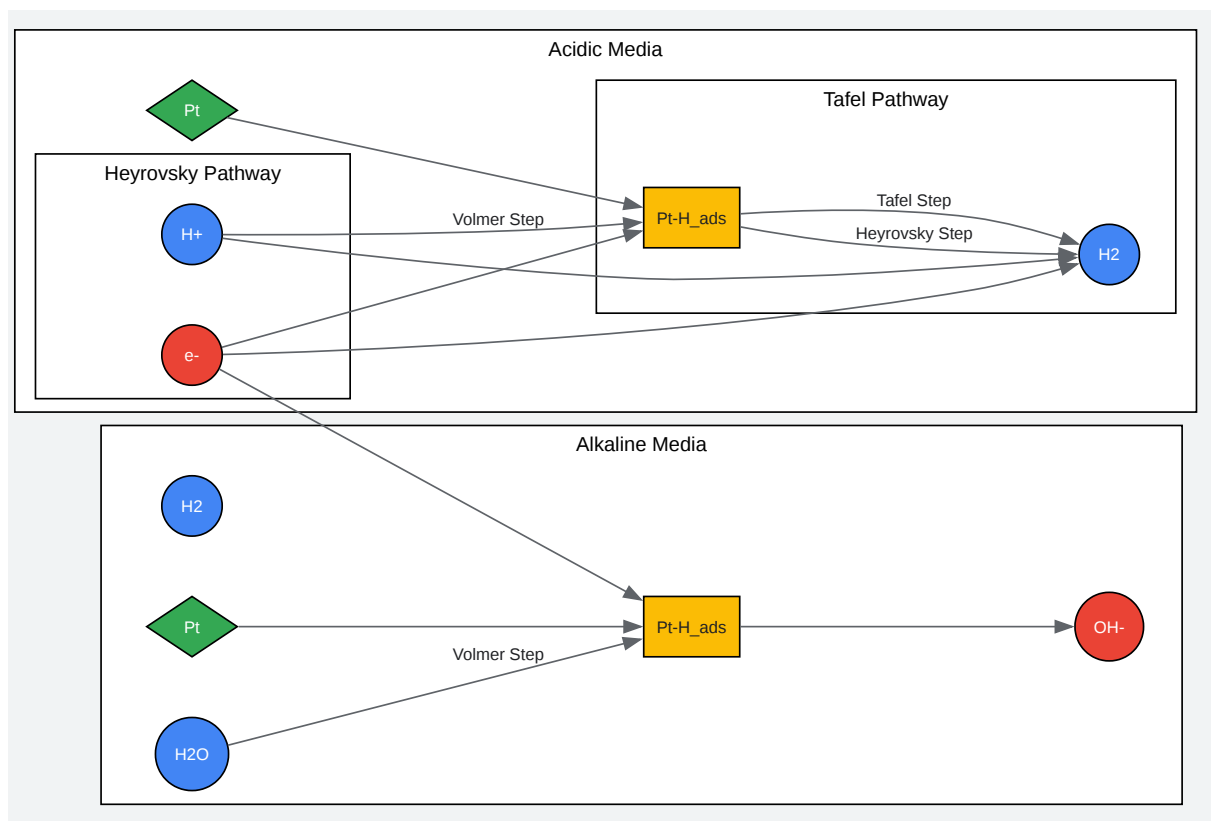 Acidic Media
Pt
Tafel Pathway
Heyrovsky Pathway
H+
Volmer Step
Pt-H_ads
Tafel Step
Heyrovsky Step
H2
e-
Alkaline Media
H2
Pt
Volmer Step
Pt-H_ads
OH-
H2O